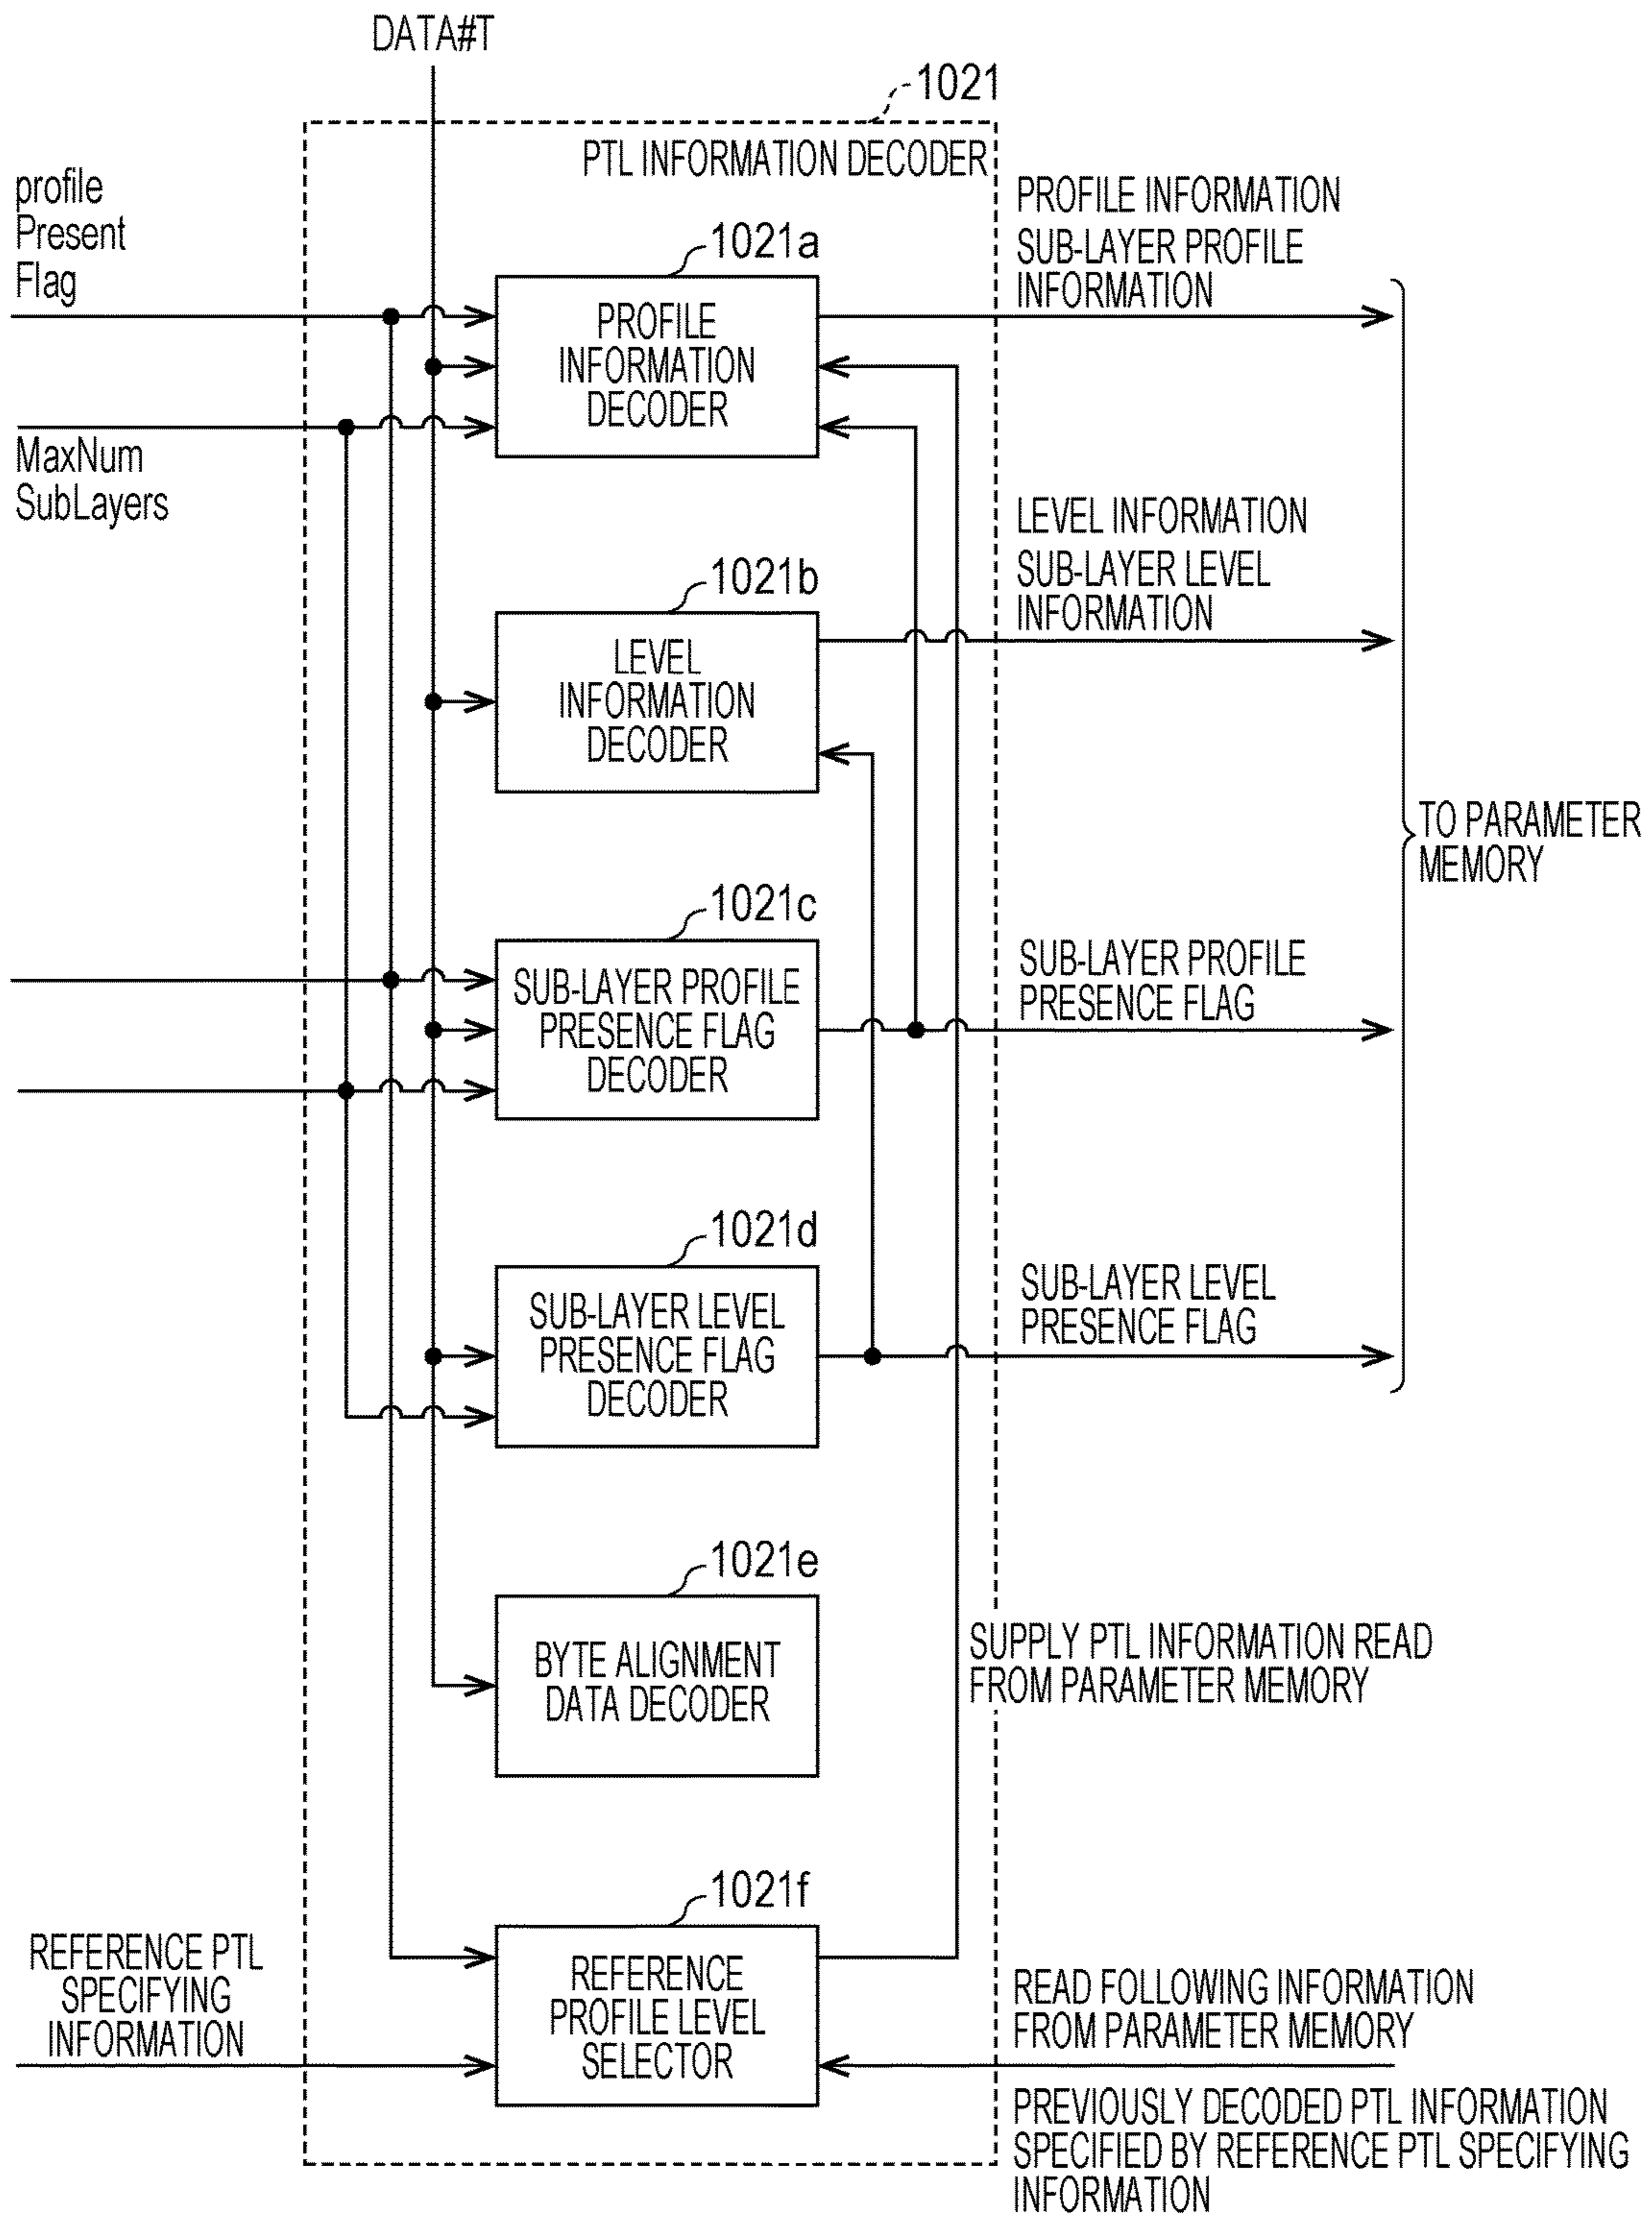 DATA#T
1021
PTL INFORMATION DECODER
profile
Present
Flag
1021a
PROFILE
INFORMATION
DECODER
PROFILE INFORMATION
SUB-LAYER PROFILE
INFORMATION
MaxNum
SubLayers
1021b
LEVEL
INFORMATION
DECODER
LEVEL INFORMATION
SUB-LAYER LEVEL
INFORMATION
TO PARAMETER
MEMORY
1021c
SUB-LAYER PROFILE
PRESENCE FLAG
DECODER
SUB-LAYER PROFILE
PRESENCE FLAG
1021d
SUB-LAYER LEVEL
PRESENCE FLAG
DECODER
SUB-LAYER LEVEL
PRESENCE FLAG
1021e
BYTE ALIGNMENT
DATA DECODER
SUPPLY PTL INFORMATION READ
FROM PARAMETER MEMORY
1021f
REFERENCE
PROFILE LEVEL
SELECTOR
REFERENCE PTL
SPECIFYING
INFORMATION
READ FOLLOWING INFORMATION
FROM PARAMETER MEMORY
PREVIOUSLY DECODED PTL INFORMATION
SPECIFIED BY REFERENCE PTL SPECIFYING
INFORMATION